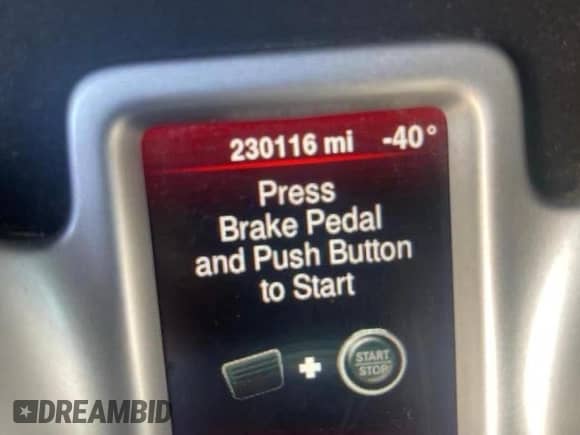 230116 mi -40°
Press
Brake Pedal
and Push Button
to Start
START
STOP
DREAMBID